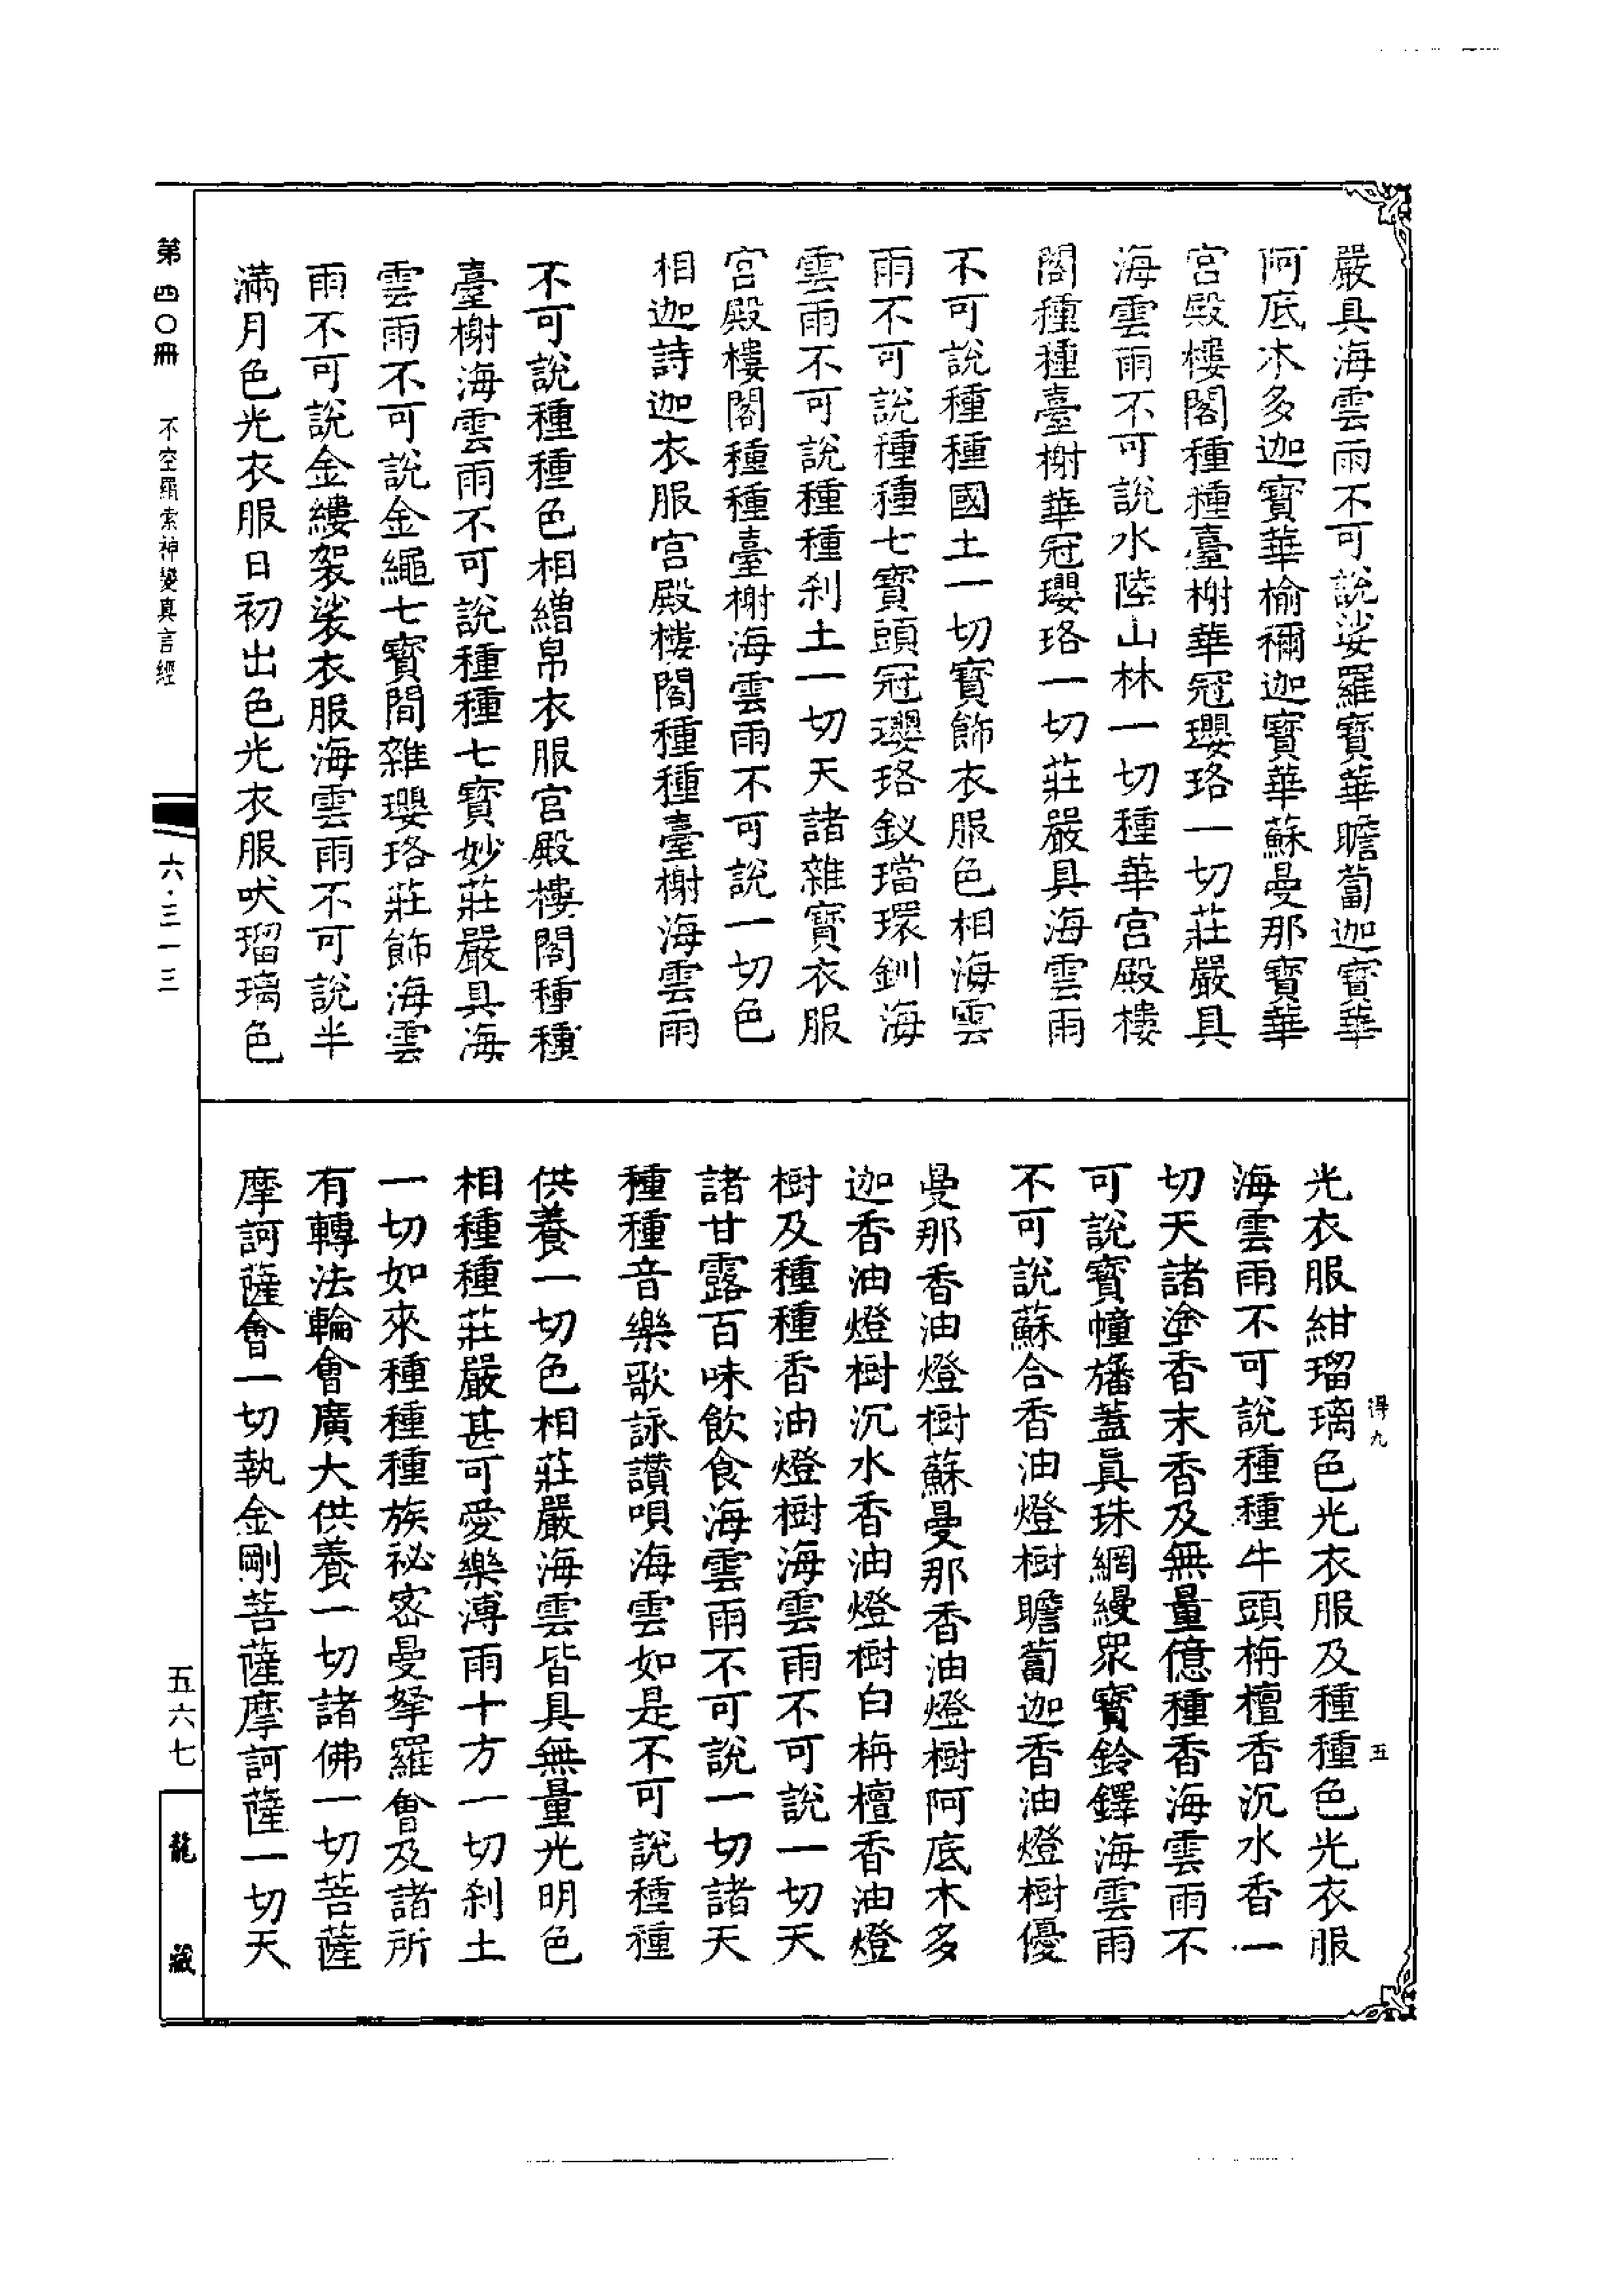 嚴具海雲雨不可說娑羅寶華瞻蔔迦寶華
阿底木多迦寶華榆穪迦寶華蘇曼那寶華
宮殿樓閣種種臺榭華冠瓔珞一切莊嚴具
海雲雨不可說水陸山林一切種華宮殿樓
閣種種臺榭華冠瓔珞一切莊嚴具海雲雨
不可說種種國土一切寶飾衣服色相海雲
雨不可說種種七寶頭冠瓔珞釵璫環釧海
雲雨不可說種種刹土一切天諸雜寶衣服
宮殿樓閣種種臺榭海雲雨不可說一切色
相迦詩迦衣服宮殿樓閣種種臺榭海雲雨
不可說種種色相繒帛衣服宮殿樓閣種種
臺榭海雲雨不可說種種七寶妙莊嚴具海
雲雨不可說金繩七寶間雜瓔珞莊飾海雲
雨不可說金縷袈裟衣服海雲雨不可說半
滿月色光衣服日初出色光衣服吠瑠璃色
光衣服紺瑠璃色光衣服及種種色光衣服
海雲雨不可說種種牛頭栴檀香沉水香一
切天諸塗香末香及無量億種香海雲雨不
可說寶幢旛蓋真珠網縵眾寶鈴鐸海雲雨
不可說蘇合香油燈樹瞻蔔迦香油燈樹優
曼那香油燈樹蘇曼那香油燈樹阿底木多
迦香油燈樹沉水香油燈樹白栴檀香油燈
樹及種種香油燈樹海雲雨不可說一切天
諸甘露百味飲食海雲雨不可說一切諸天
種種音樂歌詠讚唄海雲如是不可說種種
供養一切色相莊嚴海雲皆具無量光明色
相種種莊嚴甚可愛樂溥雨十方一切刹土
一切如來種種種族祕密曼拏羅會及諸所
有轉法輪會廣大供養一切諸佛一切菩薩
摩訶薩會一切執金剛菩薩摩訶薩一切天
得九
五
第四〇冊
不空羂索神變真言經
六·三一三
五六七
龍藏